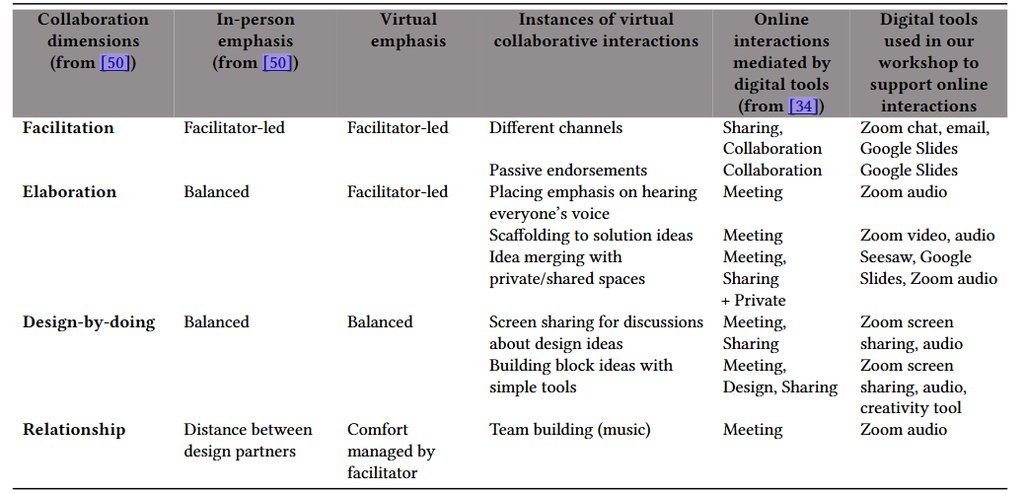 Collaboration dimensions (from [50]) In-person emphasis (from [50]) Virtual emphasis Instances of virtual collaborative interactions Online interactions mediated by digital tools (from [34]) Digital tools used in our workshop to support online interactions
Facilitation Facilitator-led Facilitator-led Different channels Sharing, Collaboration Zoom chat, email, Google Slides
Passive endorsements Collaboration Google Slides
Elaboration Balanced Facilitator-led Placing emphasis on hearing everyone's voice Meeting Zoom audio
Scaffolding to solution ideas Meeting Zoom video, audio
Idea merging with private/shared spaces Meeting, Sharing + Private Seesaw, Google Slides, Zoom audio
Design-by-doing Balanced Balanced Screen sharing for discussions about design ideas Meeting, Sharing Zoom screen sharing, audio
Building block ideas with simple tools Meeting, Design, Sharing Zoom screen sharing, audio, creativity tool
Relationship Distance between design partners Comfort managed by facilitator Team building (music) Meeting Zoom audio